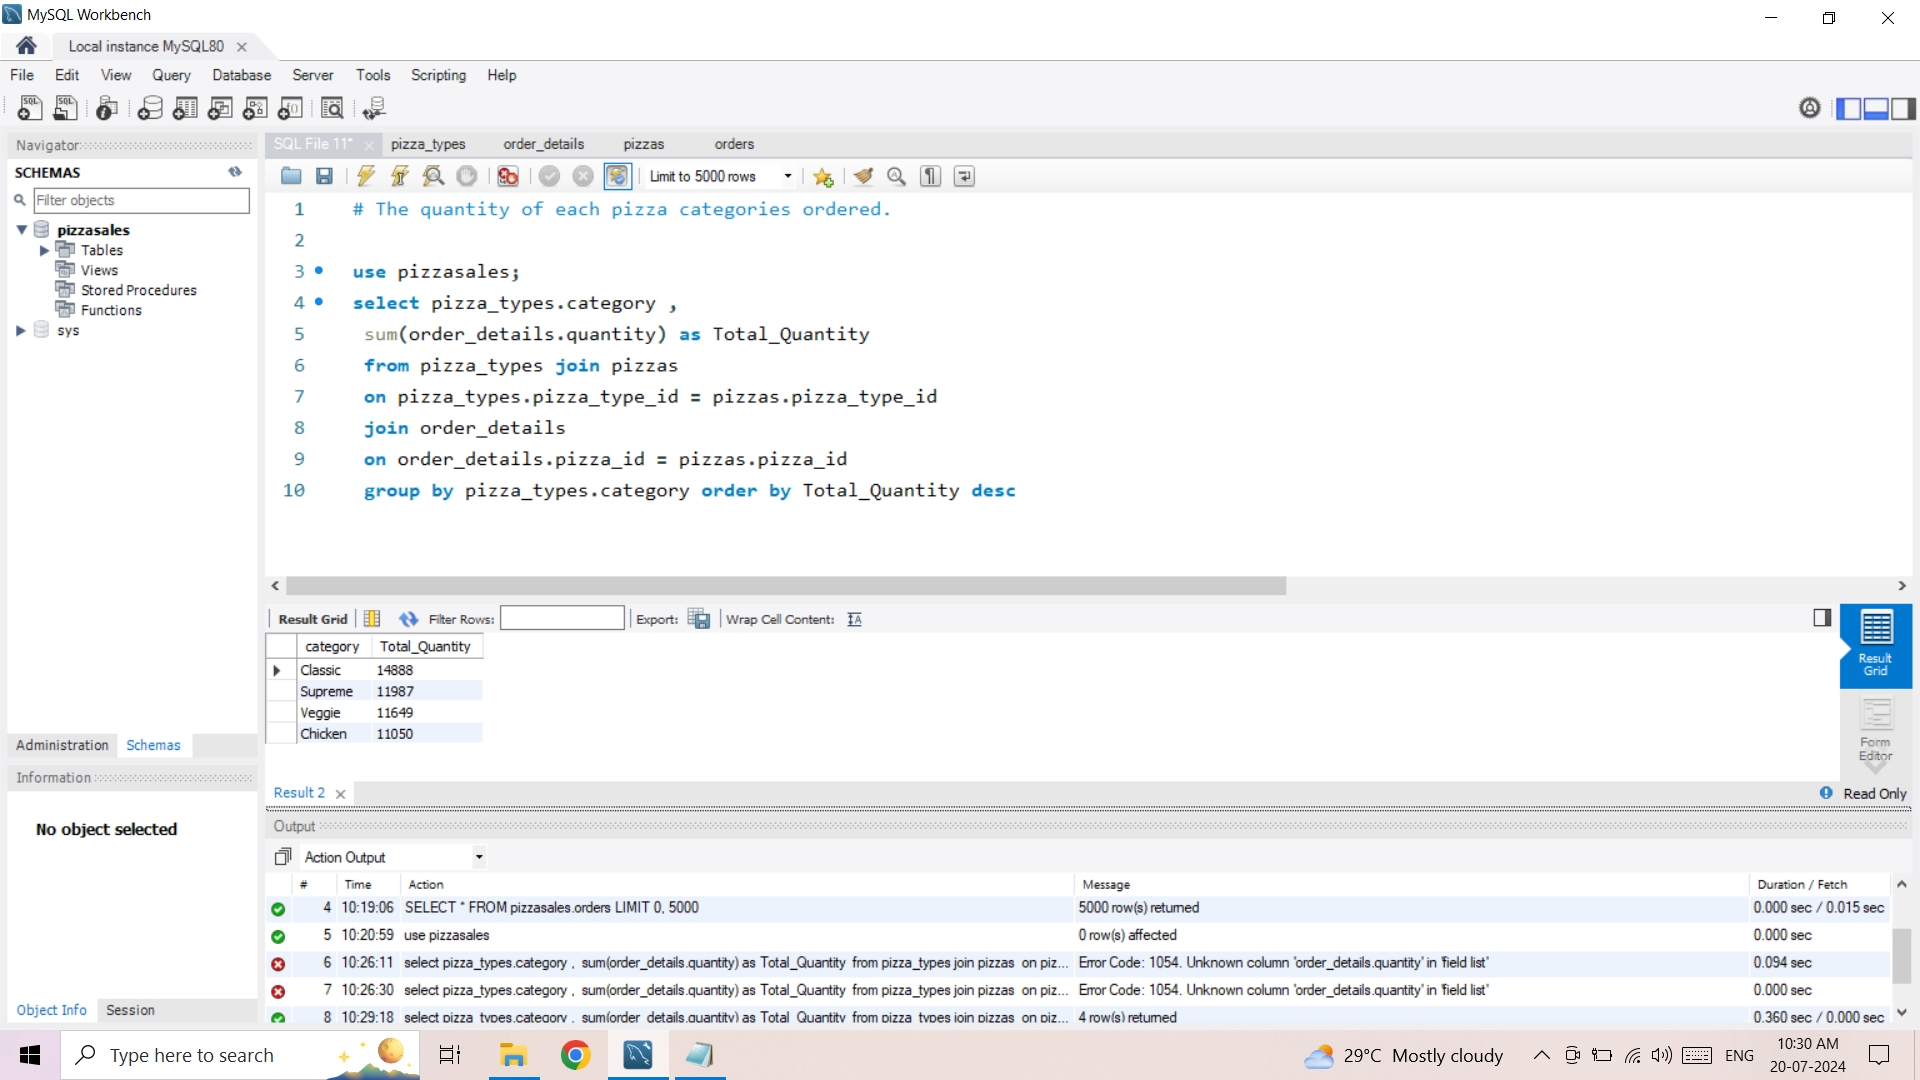 MySQL Workbench
Local instance MySQL80
File Edit View Query Database Server Tools Scripting Help
Navigator
SCHEMAS
Filter objects
pizzasales
Tables
Views
Stored Procedures
Functions
sys
Administration Schemas
Information
No object selected
Object Info Session
SQL File 11* pizza_types order_details pizzas orders
Limit to 5000 rows
1 # The quantity of each pizza categories ordered.
2
3 use pizzasales;
4 select pizza_types.category ,
5 sum(order_details.quantity) as Total_Quantity
6 from pizza_types join pizzas
7 on pizza_types.pizza_type_id = pizzas.pizza_type_id
8 join order_details
9 on order_details.pizza_id = pizzas.pizza_id
10 group by pizza_types.category order by Total_Quantity desc
Result Grid Filter Rows: Export: Wrap Cell Content:
category Total_Quantity
Classic 14888
Supreme 11987
Veggie 11649
Chicken 11050
Result Grid
Form Editor
Result 2
Read Only
Output
Action Output
# Time Action Message Duration / Fetch
4 10:19:06 SELECT * FROM pizzasales.orders LIMIT 0, 5000 5000 row(s) returned 0.000 sec / 0.015 sec
5 10:20:59 use pizzasales 0 row(s) affected 0.000 sec
6 10:26:11 select pizza_types.category , sum(order_details.quantity) as Total_Quantity from pizza_types join pizzas on piz... Error Code: 1054. Unknown column 'order_details.quantity' in 'field list' 0.094 sec
7 10:26:30 select pizza_types.category , sum(order_details.quantity) as Total_Quantity from pizza_types join pizzas on piz... Error Code: 1054. Unknown column 'order_details.quantity' in 'field list' 0.000 sec
8 10:29:18 select pizza_types.category , sum(order_details.quantity) as Total_Quantity from pizza_types join pizzas on piz... 4 row(s) returned 0.360 sec / 0.000 sec
Type here to search
29°C Mostly cloudy
ENG
10:30 AM
20-07-2024